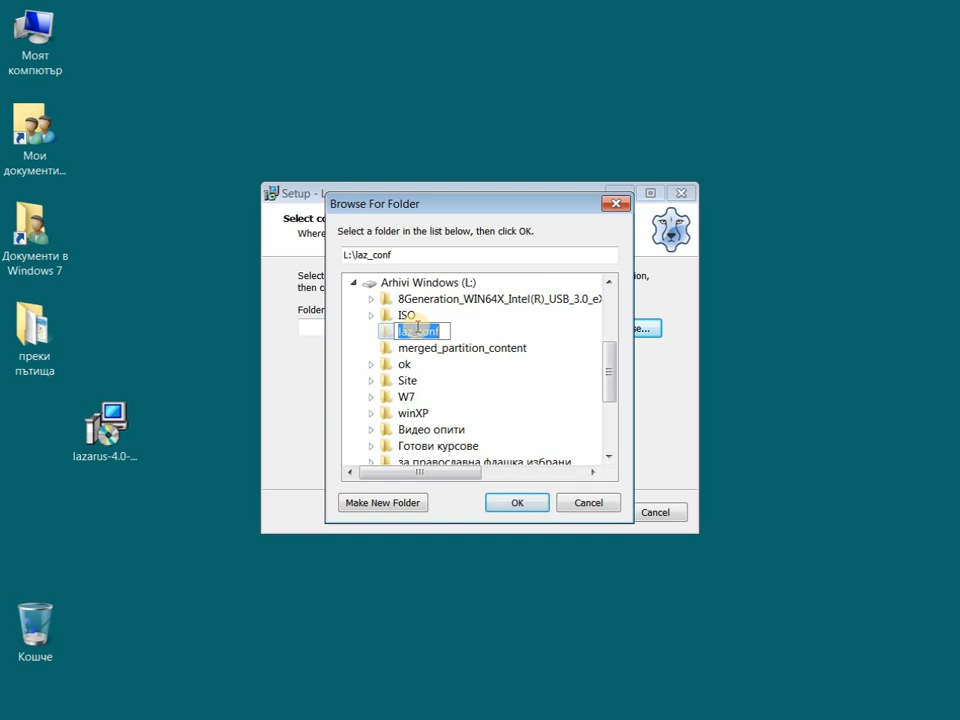 Моят
компютър
Мои
документи...
Документи в
Windows 7
преки
пътища
lazarus-4.0-...
Кошче
Setup - L
Select co
Where
Select
then c
Folder
ion,
se...
Cancel
Browse For Folder
Select a folder in the list below, then click OK.
L:\laz_conf
Arhivi Windows (L:)
8Generation_WIN64X_Intel(R)_USB_3.0_eX
ISO
laz_conf
merged_partition_content
ok
Site
W7
winXP
Видео опити
Готови курсове
за православна флашка избрани
Make New Folder
OK
Cancel